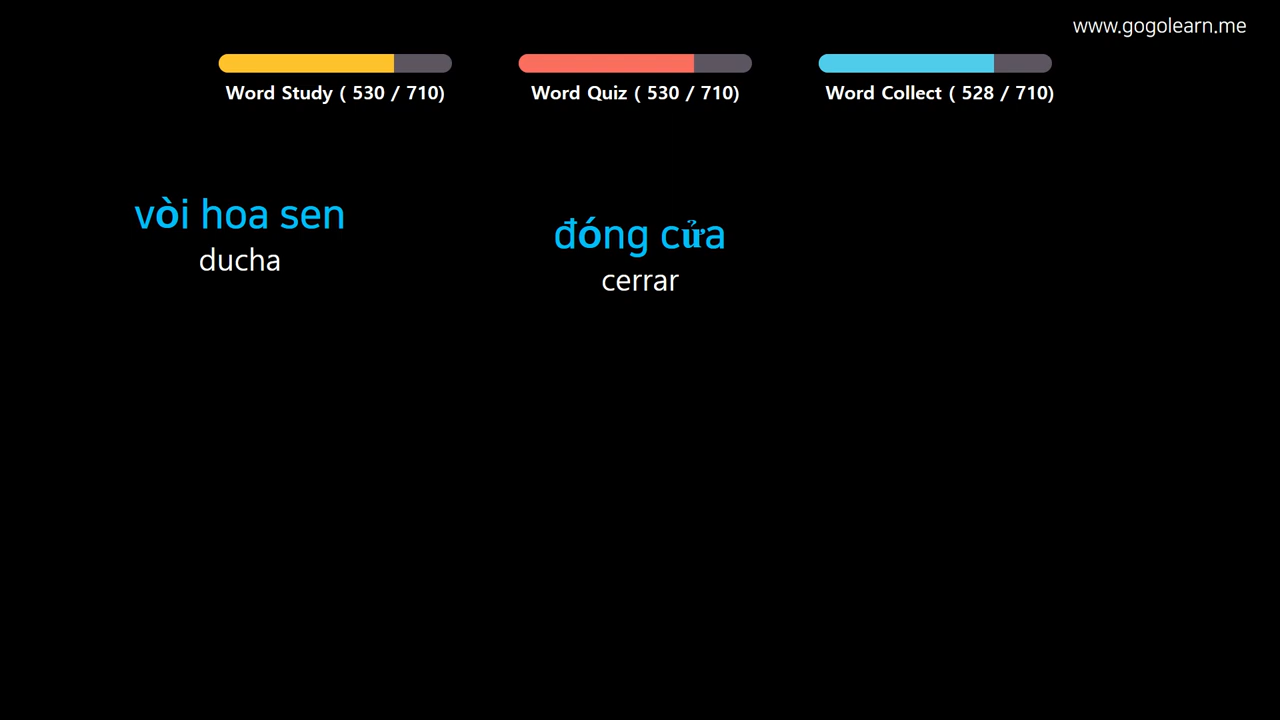 www.gogolearn.me
Word Study ( 530 / 710)
Word Quiz ( 530 / 710)
Word Collect ( 528 / 710)
vòi hoa sen
ducha
đóng cửa
cerrar